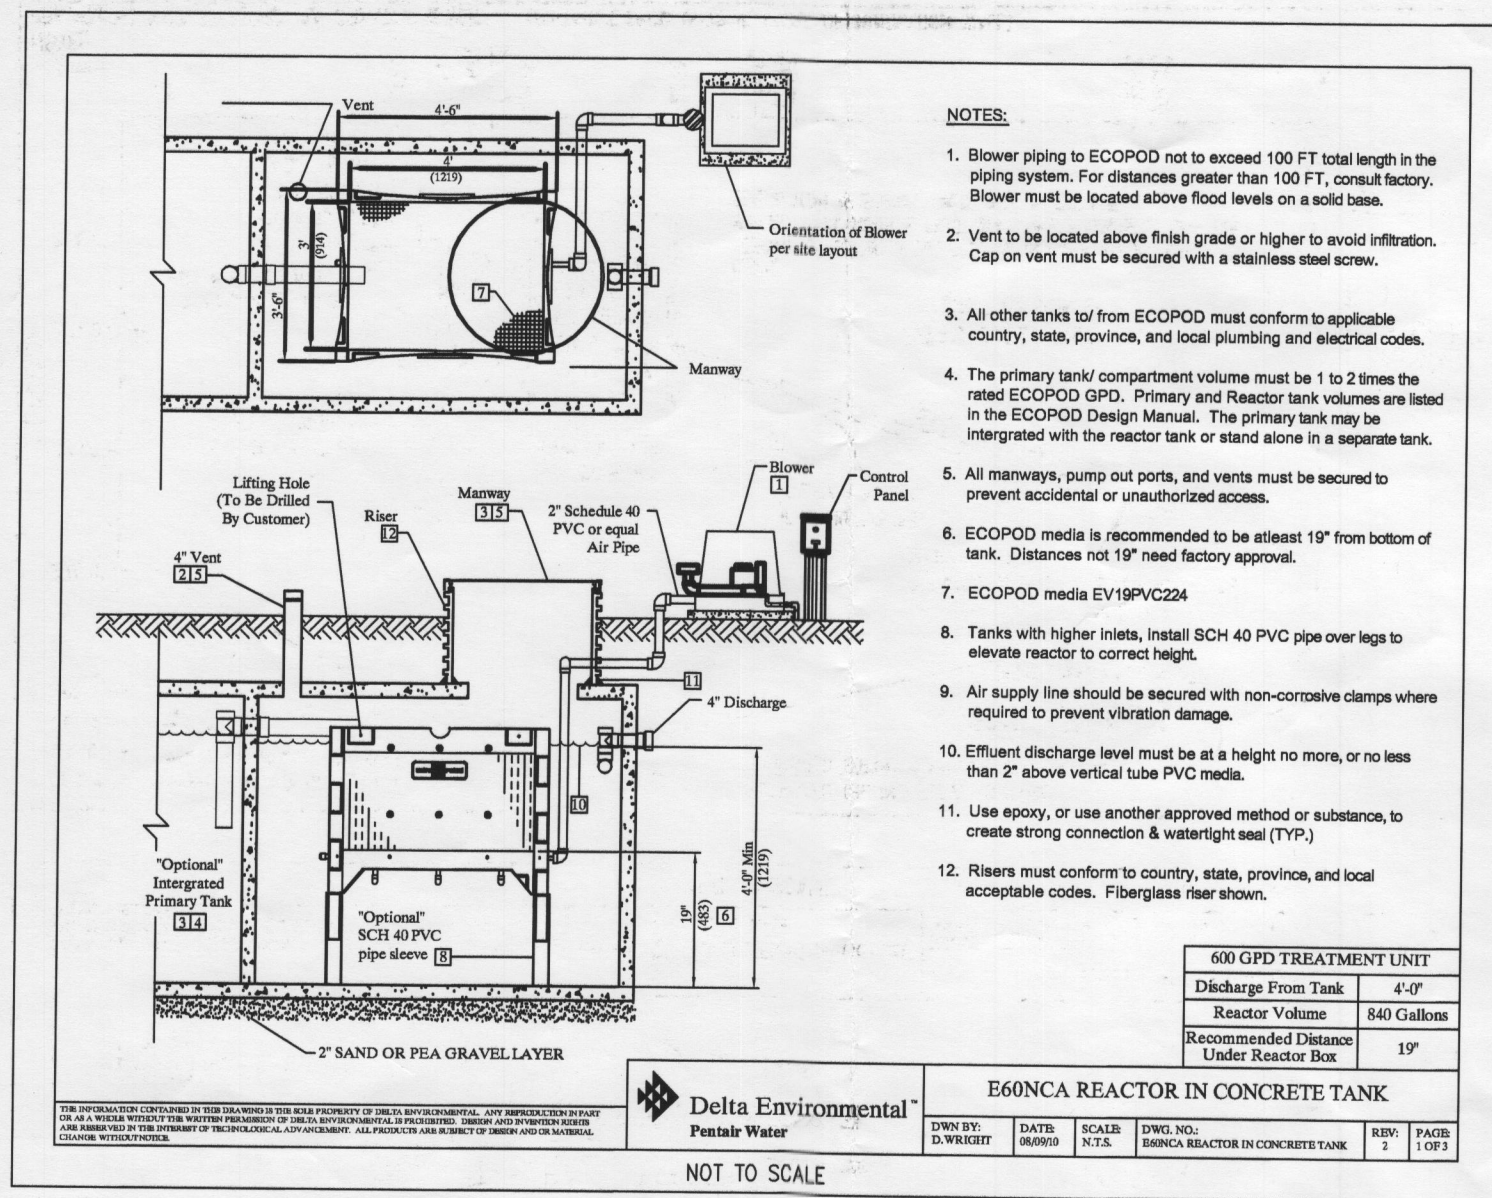 Vent
4'-6"
4'
(1219)
3'
(914)
3'-6"
7
Orientation of Blower
per site layout
Manway
Lifting Hole
(To Be Drilled
By Customer)
Riser
12
Manway
3 5
2" Schedule 40
PVC or equal
Air Pipe
Blower
1
Control
Panel
4" Vent
2 5
11
4" Discharge
10
"Optional"
Intergrated
Primary Tank
3 4
"Optional"
SCH 40 PVC
pipe sleeve 8
19"
(483)
6
4'-0" Min
(1219)
2" SAND OR PEA GRAVEL LAYER
NOTES:
1. Blower piping to ECOPOD not to exceed 100 FT total length in the
piping system. For distances greater than 100 FT, consult factory.
Blower must be located above flood levels on a solid base.
2. Vent to be located above finish grade or higher to avoid infiltration.
Cap on vent must be secured with a stainless steel screw.
3. All other tanks to/ from ECOPOD must conform to applicable
country, state, province, and local plumbing and electrical codes.
4. The primary tank/ compartment volume must be 1 to 2 times the
rated ECOPOD GPD. Primary and Reactor tank volumes are listed
in the ECOPOD Design Manual. The primary tank may be
intergrated with the reactor tank or stand alone in a separate tank.
5. All manways, pump out ports, and vents must be secured to
prevent accidental or unauthorized access.
6. ECOPOD media is recommended to be atleast 19" from bottom of
tank. Distances not 19" need factory approval.
7. ECOPOD media EV19PVC224
8. Tanks with higher inlets, install SCH 40 PVC pipe over legs to
elevate reactor to correct height.
9. Air supply line should be secured with non-corrosive clamps where
required to prevent vibration damage.
10. Effluent discharge level must be at a height no more, or no less
than 2" above vertical tube PVC media.
11. Use epoxy, or use another approved method or substance, to
create strong connection & watertight seal (TYP.)
12. Risers must conform to country, state, province, and local
acceptable codes. Fiberglass riser shown.
600 GPD TREATMENT UNIT
Discharge From Tank 4'-0"
Reactor Volume 840 Gallons
Recommended Distance
Under Reactor Box 19"
THE INFORMATION CONTAINED IN THIS DRAWING IS THE SOLE PROPERTY OF DELTA ENVIRONMENTAL. ANY REPRODUCTION IN PART
OR AS A WHOLE WITHOUT THE WRITTEN PERMISSION OF DELTA ENVIRONMENTAL IS PROHIBITED. DESIGN AND INVENTION RIGHTS
ARE RESERVED IN THE INTEREST OF TECHNOLOGICAL ADVANCEMENT. ALL PRODUCTS ARE SUBJECT OF DESIGN AND OR MATERIAL
CHANGE WITHOUT NOTICE.
Delta Environmental™
Pentair Water
E60NCA REACTOR IN CONCRETE TANK
DWN BY:
D.WRIGHT
DATE:
08/09/10
SCALE:
N.T.S.
DWG. NO.:
E60NCA REACTOR IN CONCRETE TANK
REV:
2
PAGE:
1 OF 3
NOT TO SCALE